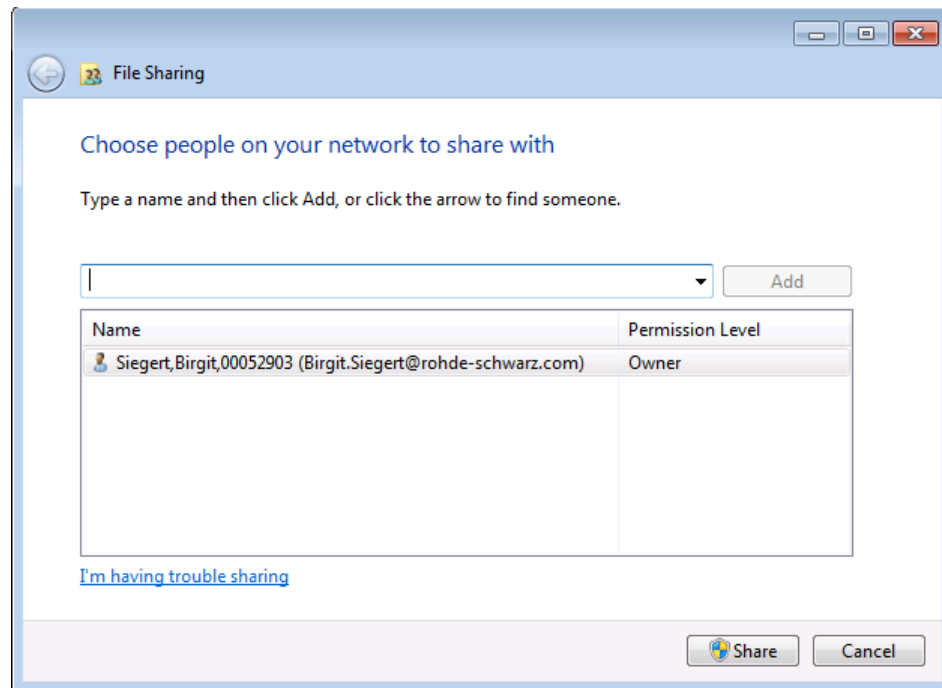 File Sharing
Choose people on your network to share with
Type a name and then click Add, or click the arrow to find someone.
Add
Name Permission Level
Siegert,Birgit,00052903 (Birgit.Siegert@rohde-schwarz.com) Owner
I'm having trouble sharing
Share Cancel